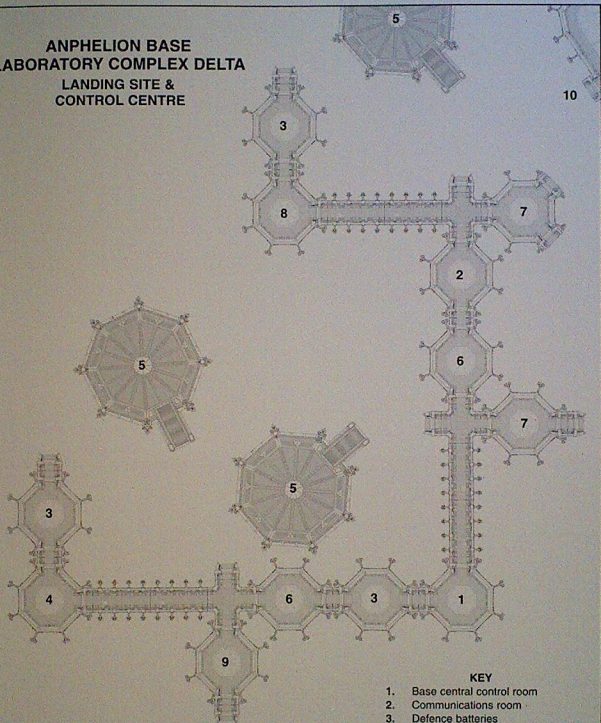 ANPHELION BASE
LABORATORY COMPLEX DELTA
LANDING SITE &
CONTROL CENTRE
5
10
3
8
7
2
5
6
7
5
3
4
6
3
1
9
KEY
1. Base central control room
2. Communications room
3. Defence batteries